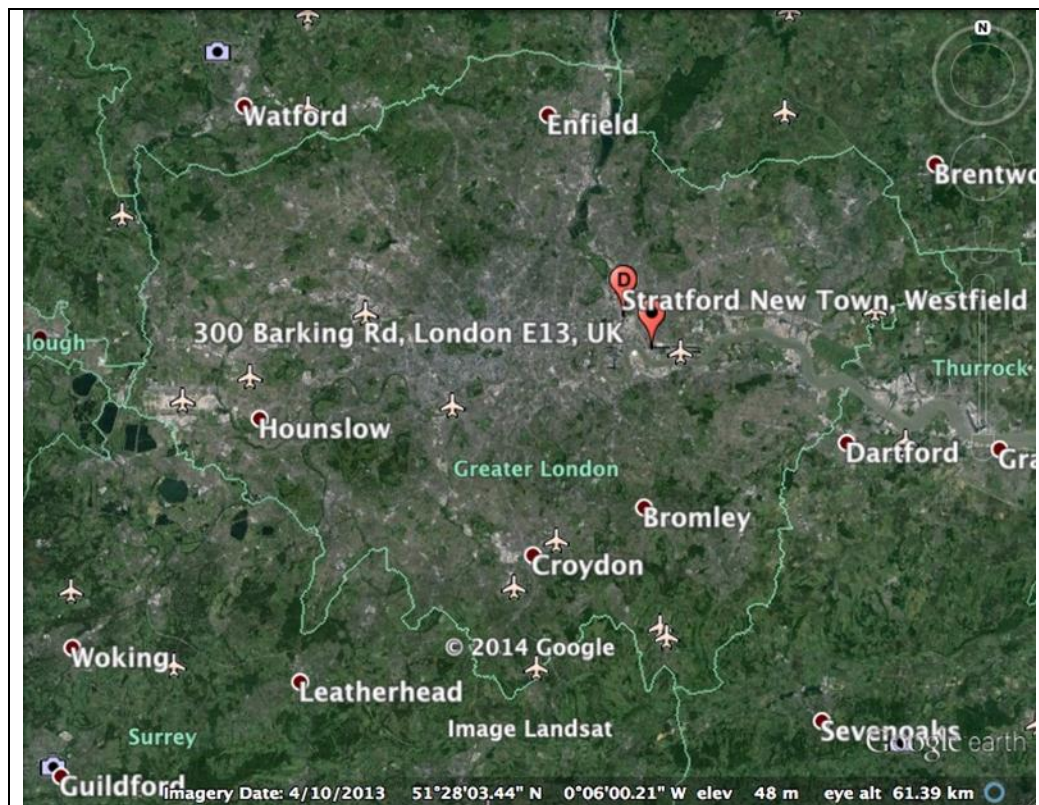 N
Watford
Enfield
Brentwo
D
Stratford New Town, Westfield
300 Barking Rd, London E13, UK
lough
Thurrock
Hounslow
Dartford
Gra
Greater London
Bromley
Croydon
© 2014 Google
Woking
Leatherhead
Image Landsat
Sevenoaks
Surrey
Google earth
Guildford
Imagery Date: 4/10/2013 51°28'03.44" N 0°06'00.21" W elev 48 m eye alt 61.39 km